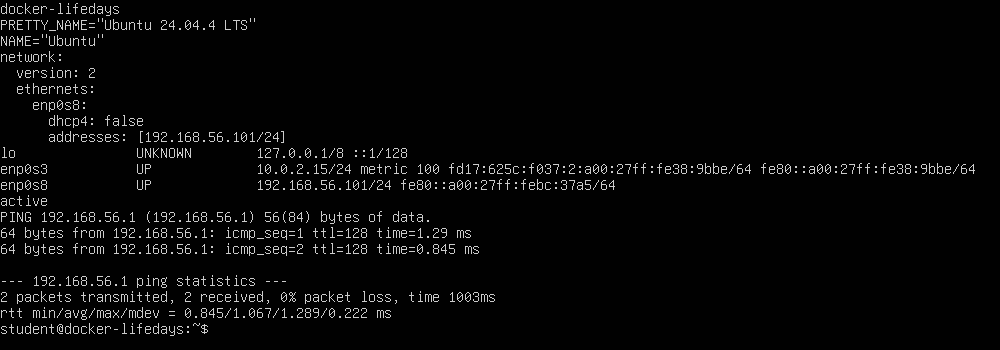 docker-lifedays
PRETTY_NAME="Ubuntu 24.04.4 LTS"
NAME="Ubuntu"
network:
  version: 2
  ethernets:
    enp0s8:
      dhcp4: false
      addresses: [192.168.56.101/24]
lo               UNKNOWN        127.0.0.1/8 ::1/128
enp0s3           UP             10.0.2.15/24 metric 100 fd17:625c:f037:2:a00:27ff:fe38:9bbe/64 fe80::a00:27ff:fe38:9bbe/64
enp0s8           UP             192.168.56.101/24 fe80::a00:27ff:febc:37a5/64
active
PING 192.168.56.1 (192.168.56.1) 56(84) bytes of data.
64 bytes from 192.168.56.1: icmp_seq=1 ttl=128 time=1.29 ms
64 bytes from 192.168.56.1: icmp_seq=2 ttl=128 time=0.845 ms

--- 192.168.56.1 ping statistics ---
2 packets transmitted, 2 received, 0% packet loss, time 1003ms
rtt min/avg/max/mdev = 0.845/1.067/1.289/0.222 ms
student@docker-lifedays:~$